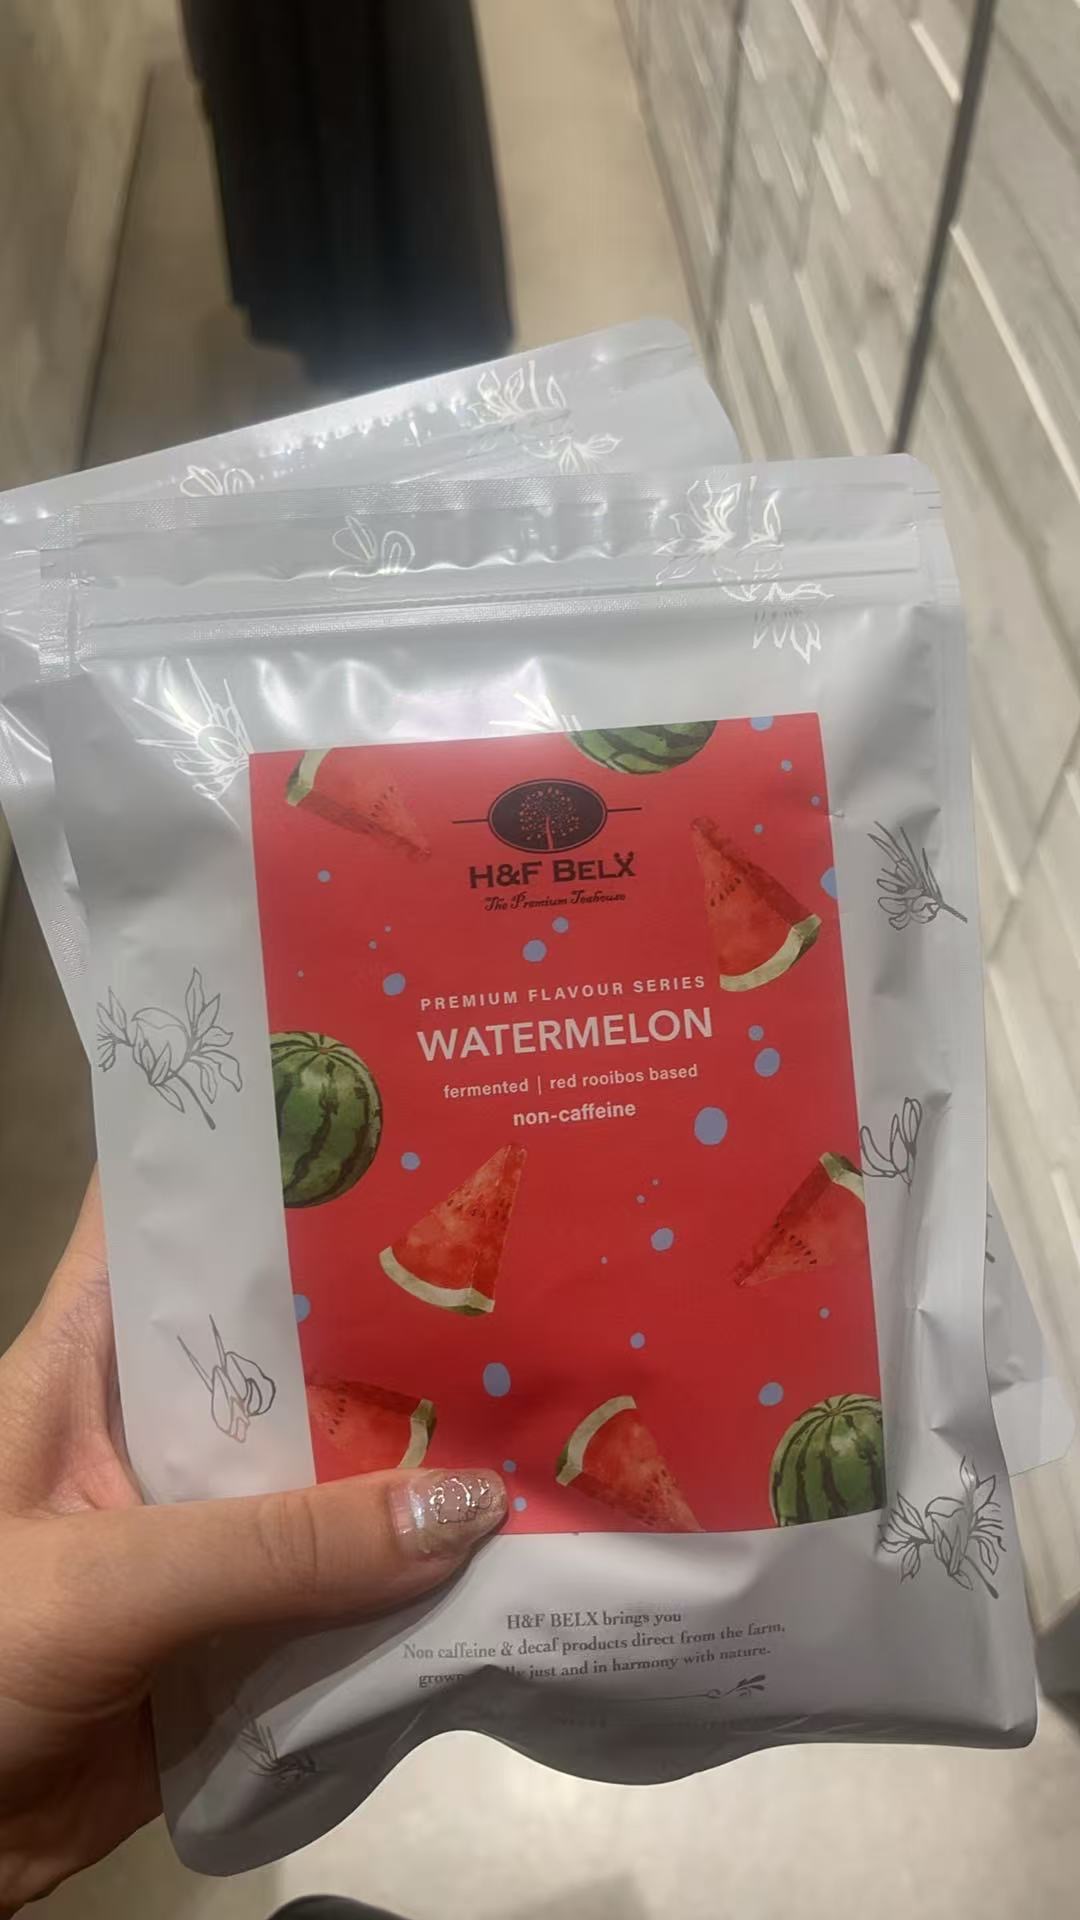 H&F BELX
The Premium Teahouse
PREMIUM FLAVOUR SERIES
WATERMELON
fermented | red rooibos based
non-caffeine
H&F BELX brings you
Non caffeine & decaf products direct from the farm,
just and in harmony with nature.